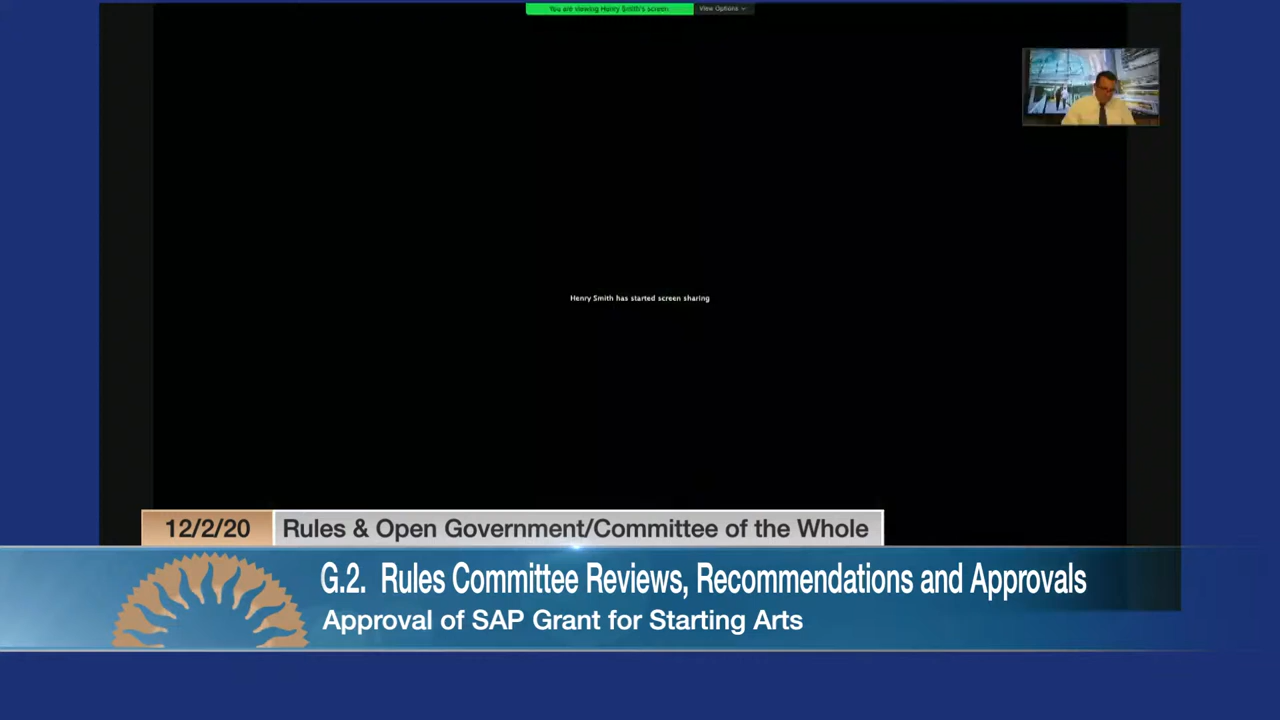 You are viewing Henry Smith's screen
View Options
Henry Smith has started screen sharing
12/2/20
Rules & Open Government/Committee of the Whole
G.2. Rules Committee Reviews, Recommendations and Approvals
Approval of SAP Grant for Starting Arts